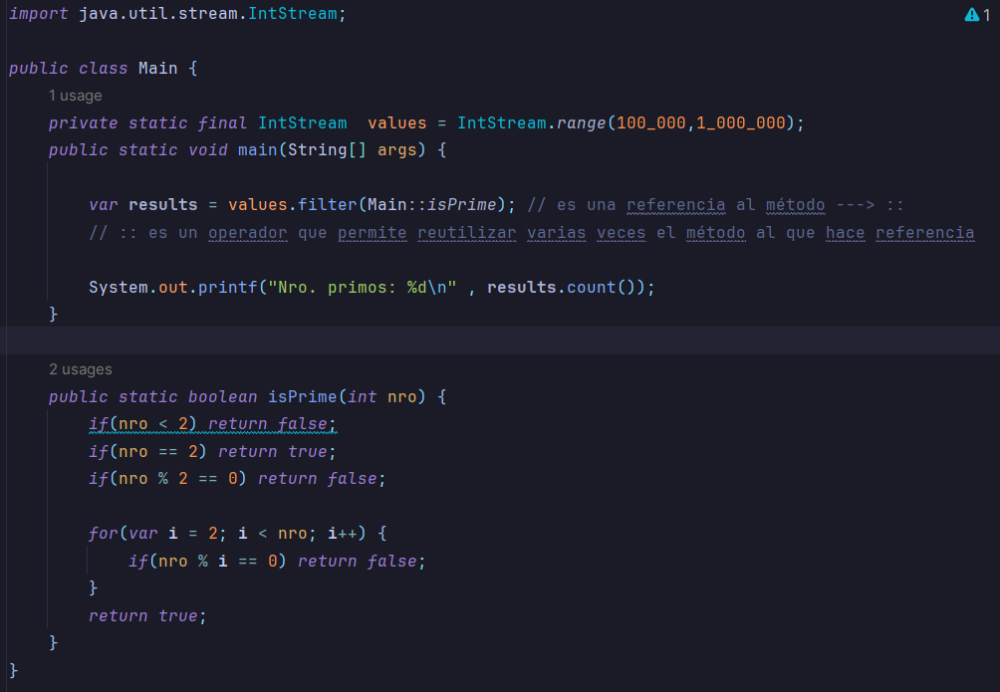 import java.util.stream.IntStream;
1
public class Main {
1 usage
private static final IntStream  values = IntStream.range(100_000,1_000_000);
public static void main(String[] args) {
var results = values.filter(Main::isPrime); // es una referencia al método ---> ::
// :: es un operador que permite reutilizar varias veces el método al que hace referencia
System.out.printf("Nro. primos: %d\n" , results.count());
}
2 usages
public static boolean isPrime(int nro) {
if(nro < 2) return false;
if(nro == 2) return true;
if(nro % 2 == 0) return false;
for(var i = 2; i < nro; i++) {
if(nro % i == 0) return false;
}
return true;
}
}